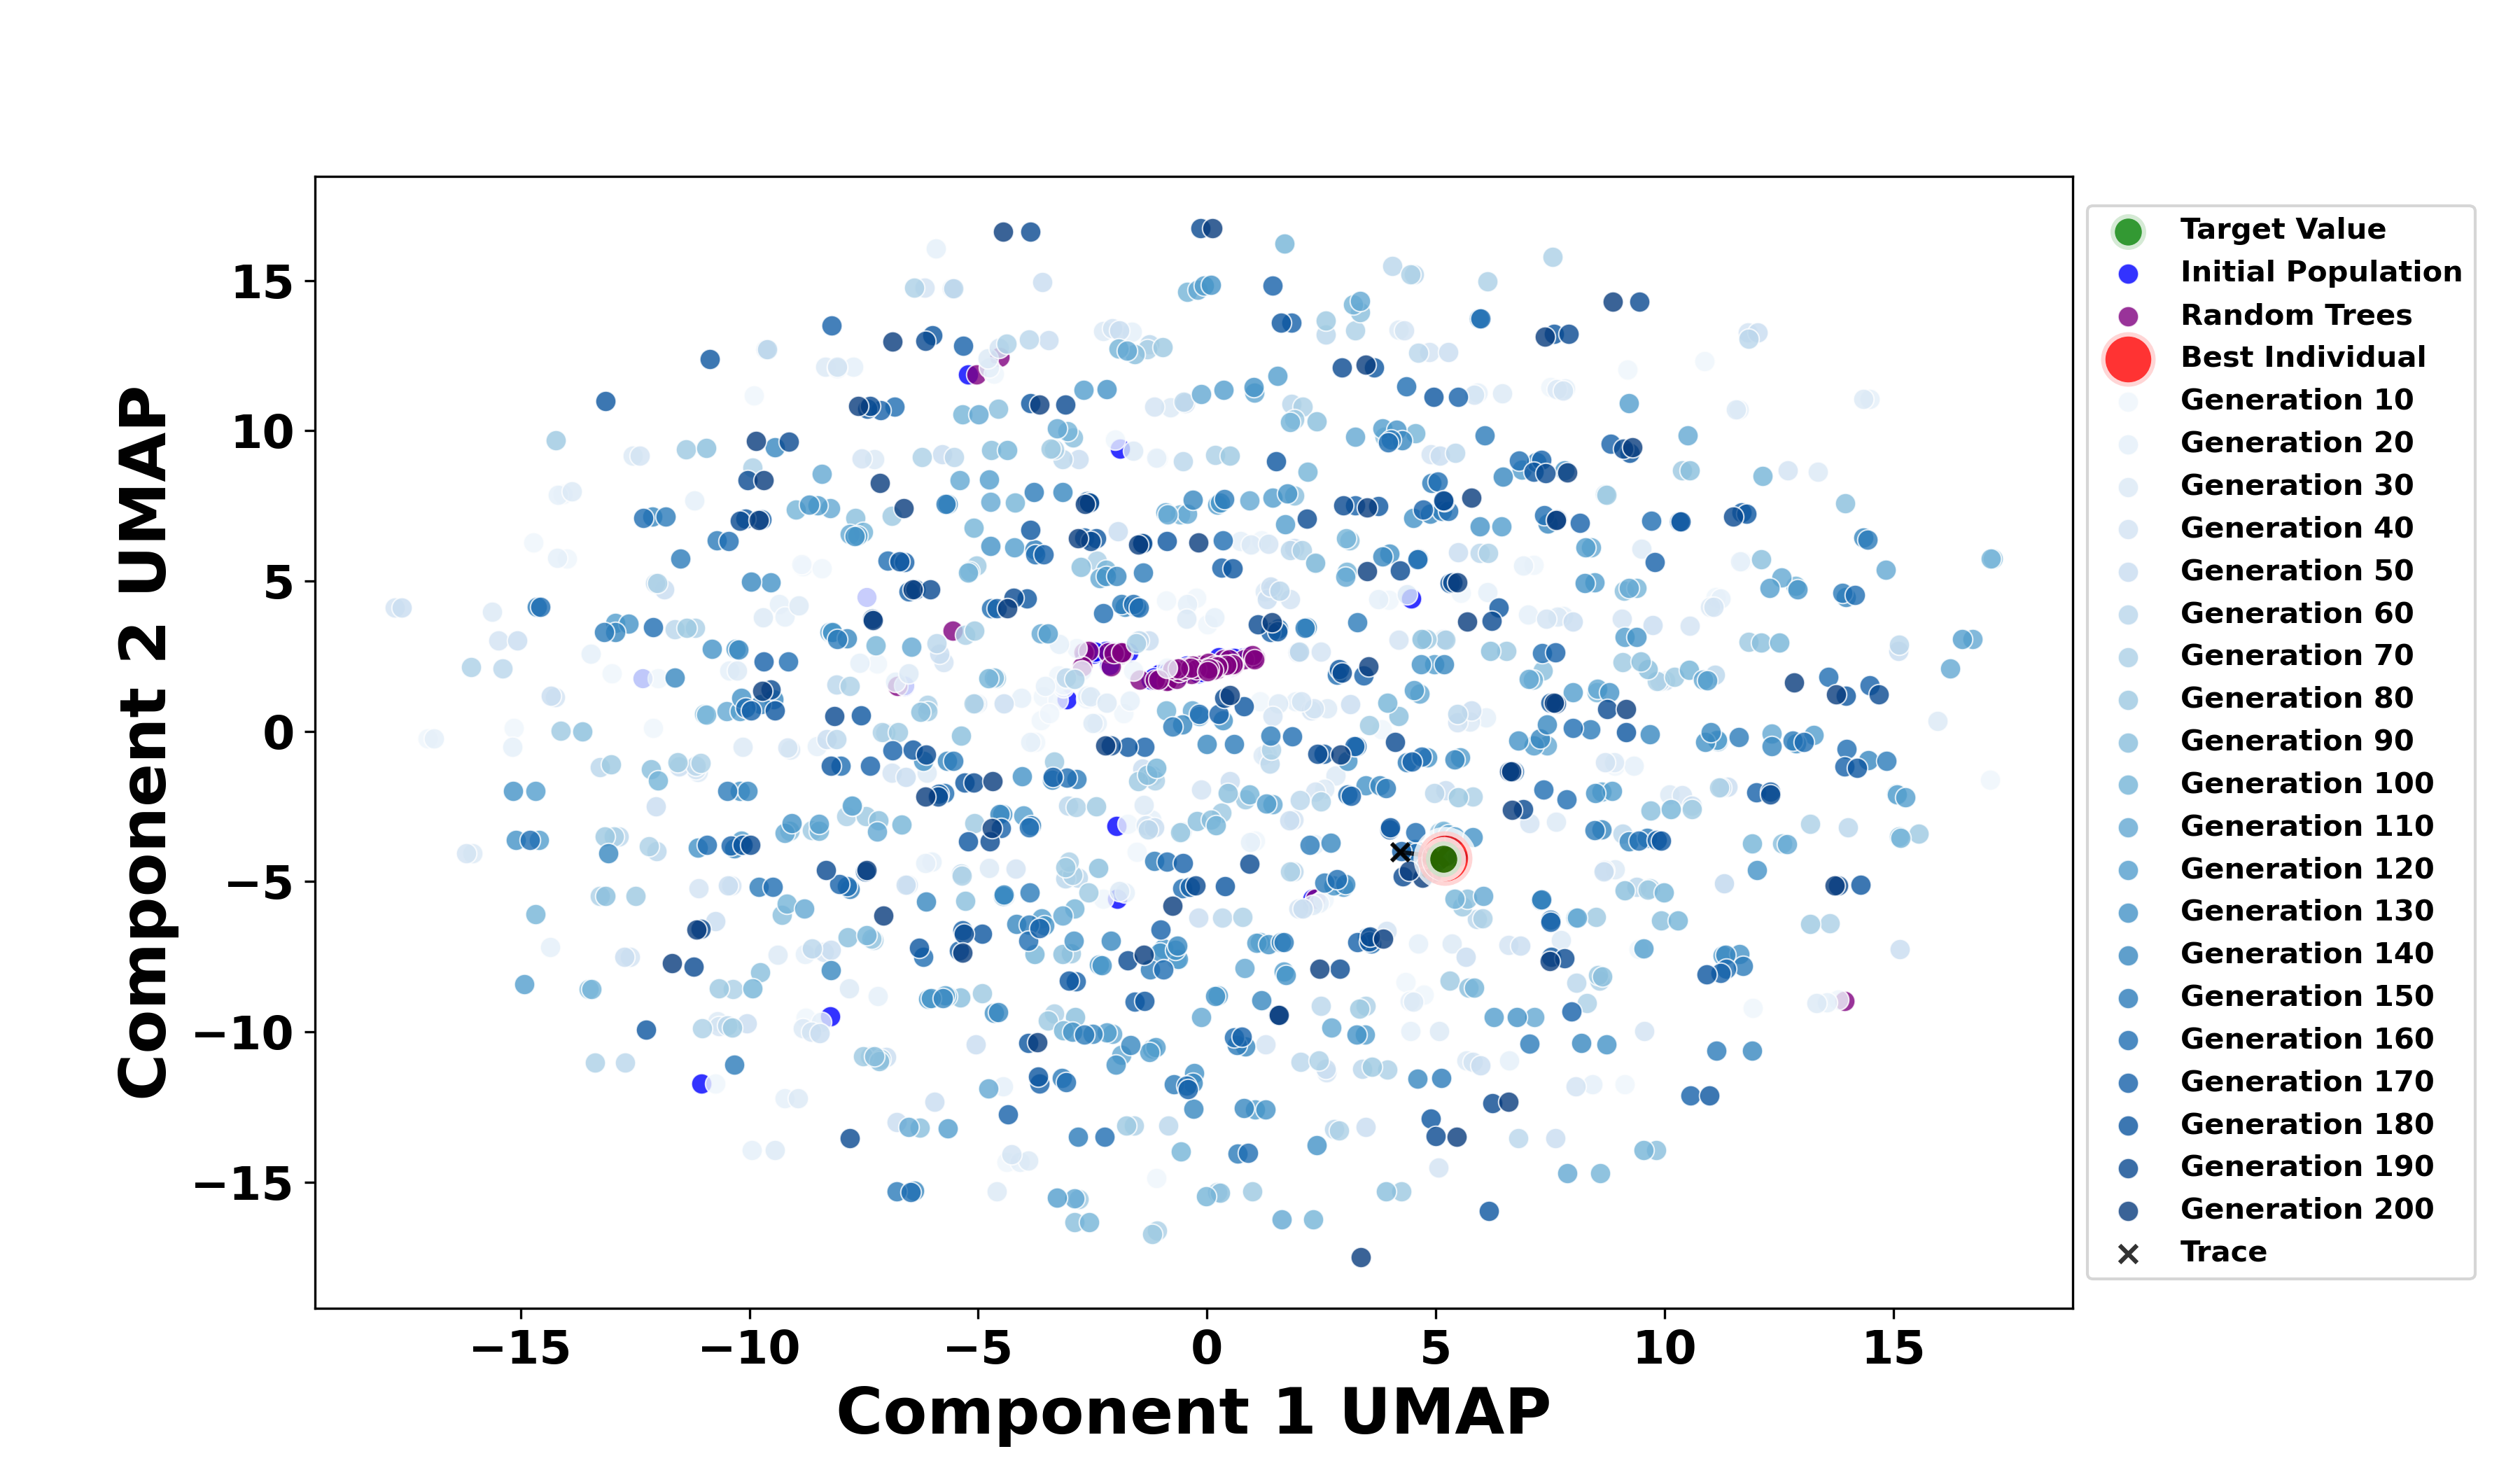 Component 2 UMAP
15
10
5
0
−5
−10
−15
−15
−10
−5
0
5
10
15
Component 1 UMAP
Target Value
Initial Population
Random Trees
Best Individual
Generation 10
Generation 20
Generation 30
Generation 40
Generation 50
Generation 60
Generation 70
Generation 80
Generation 90
Generation 100
Generation 110
Generation 120
Generation 130
Generation 140
Generation 150
Generation 160
Generation 170
Generation 180
Generation 190
Generation 200
Trace